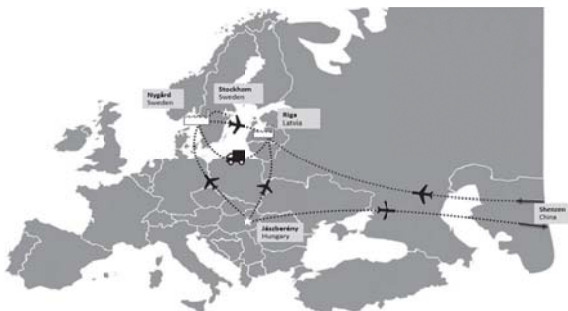 Stockholm
Sweden
Nygård
Sweden
Riga
Latvia
Shenzen
China
Jászberény
Hungary